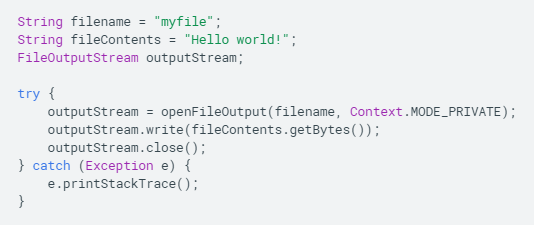 String filename = "myfile";
String fileContents = "Hello world!";
FileOutputStream outputStream;

try {
    outputStream = openFileOutput(filename, Context.MODE_PRIVATE);
    outputStream.write(fileContents.getBytes());
    outputStream.close();
} catch (Exception e) {
    e.printStackTrace();
}